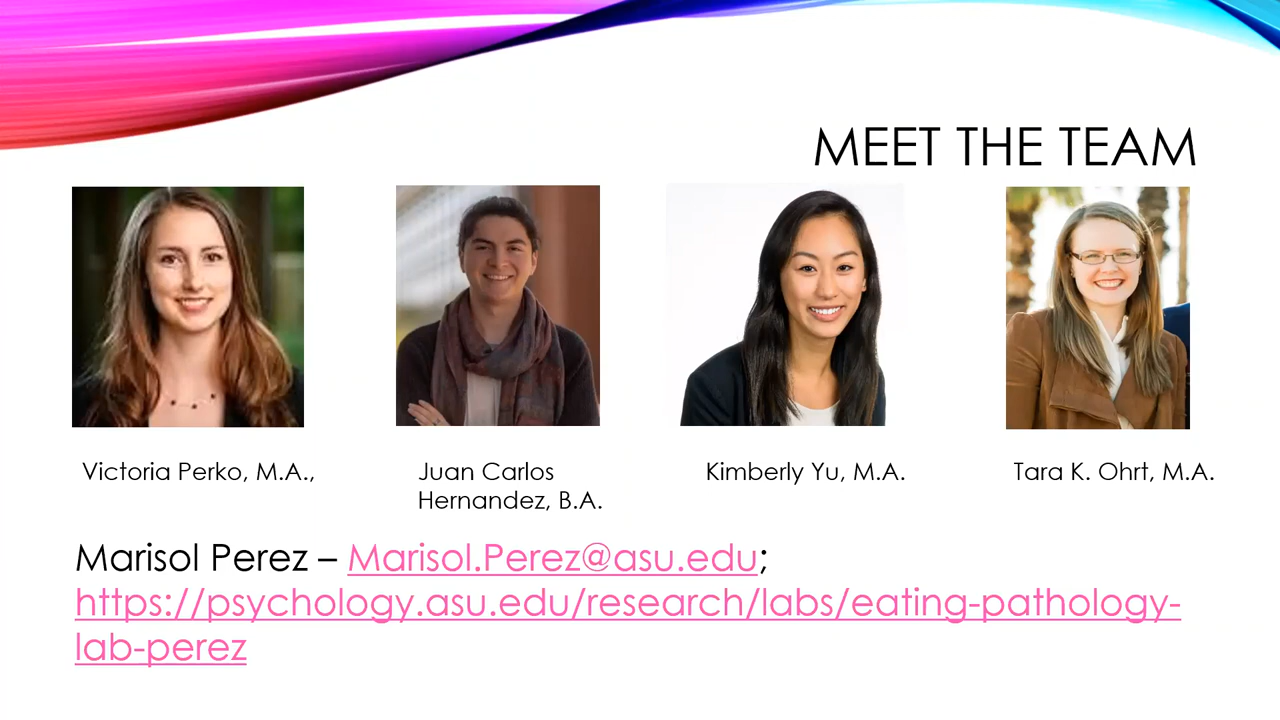 MEET THE TEAM
Victoria Perko, M.A.,
Juan Carlos
Hernandez, B.A.
Kimberly Yu, M.A.
Tara K. Ohrt, M.A.
Marisol Perez – Marisol.Perez@asu.edu;
https://psychology.asu.edu/research/labs/eating-pathology-
lab-perez